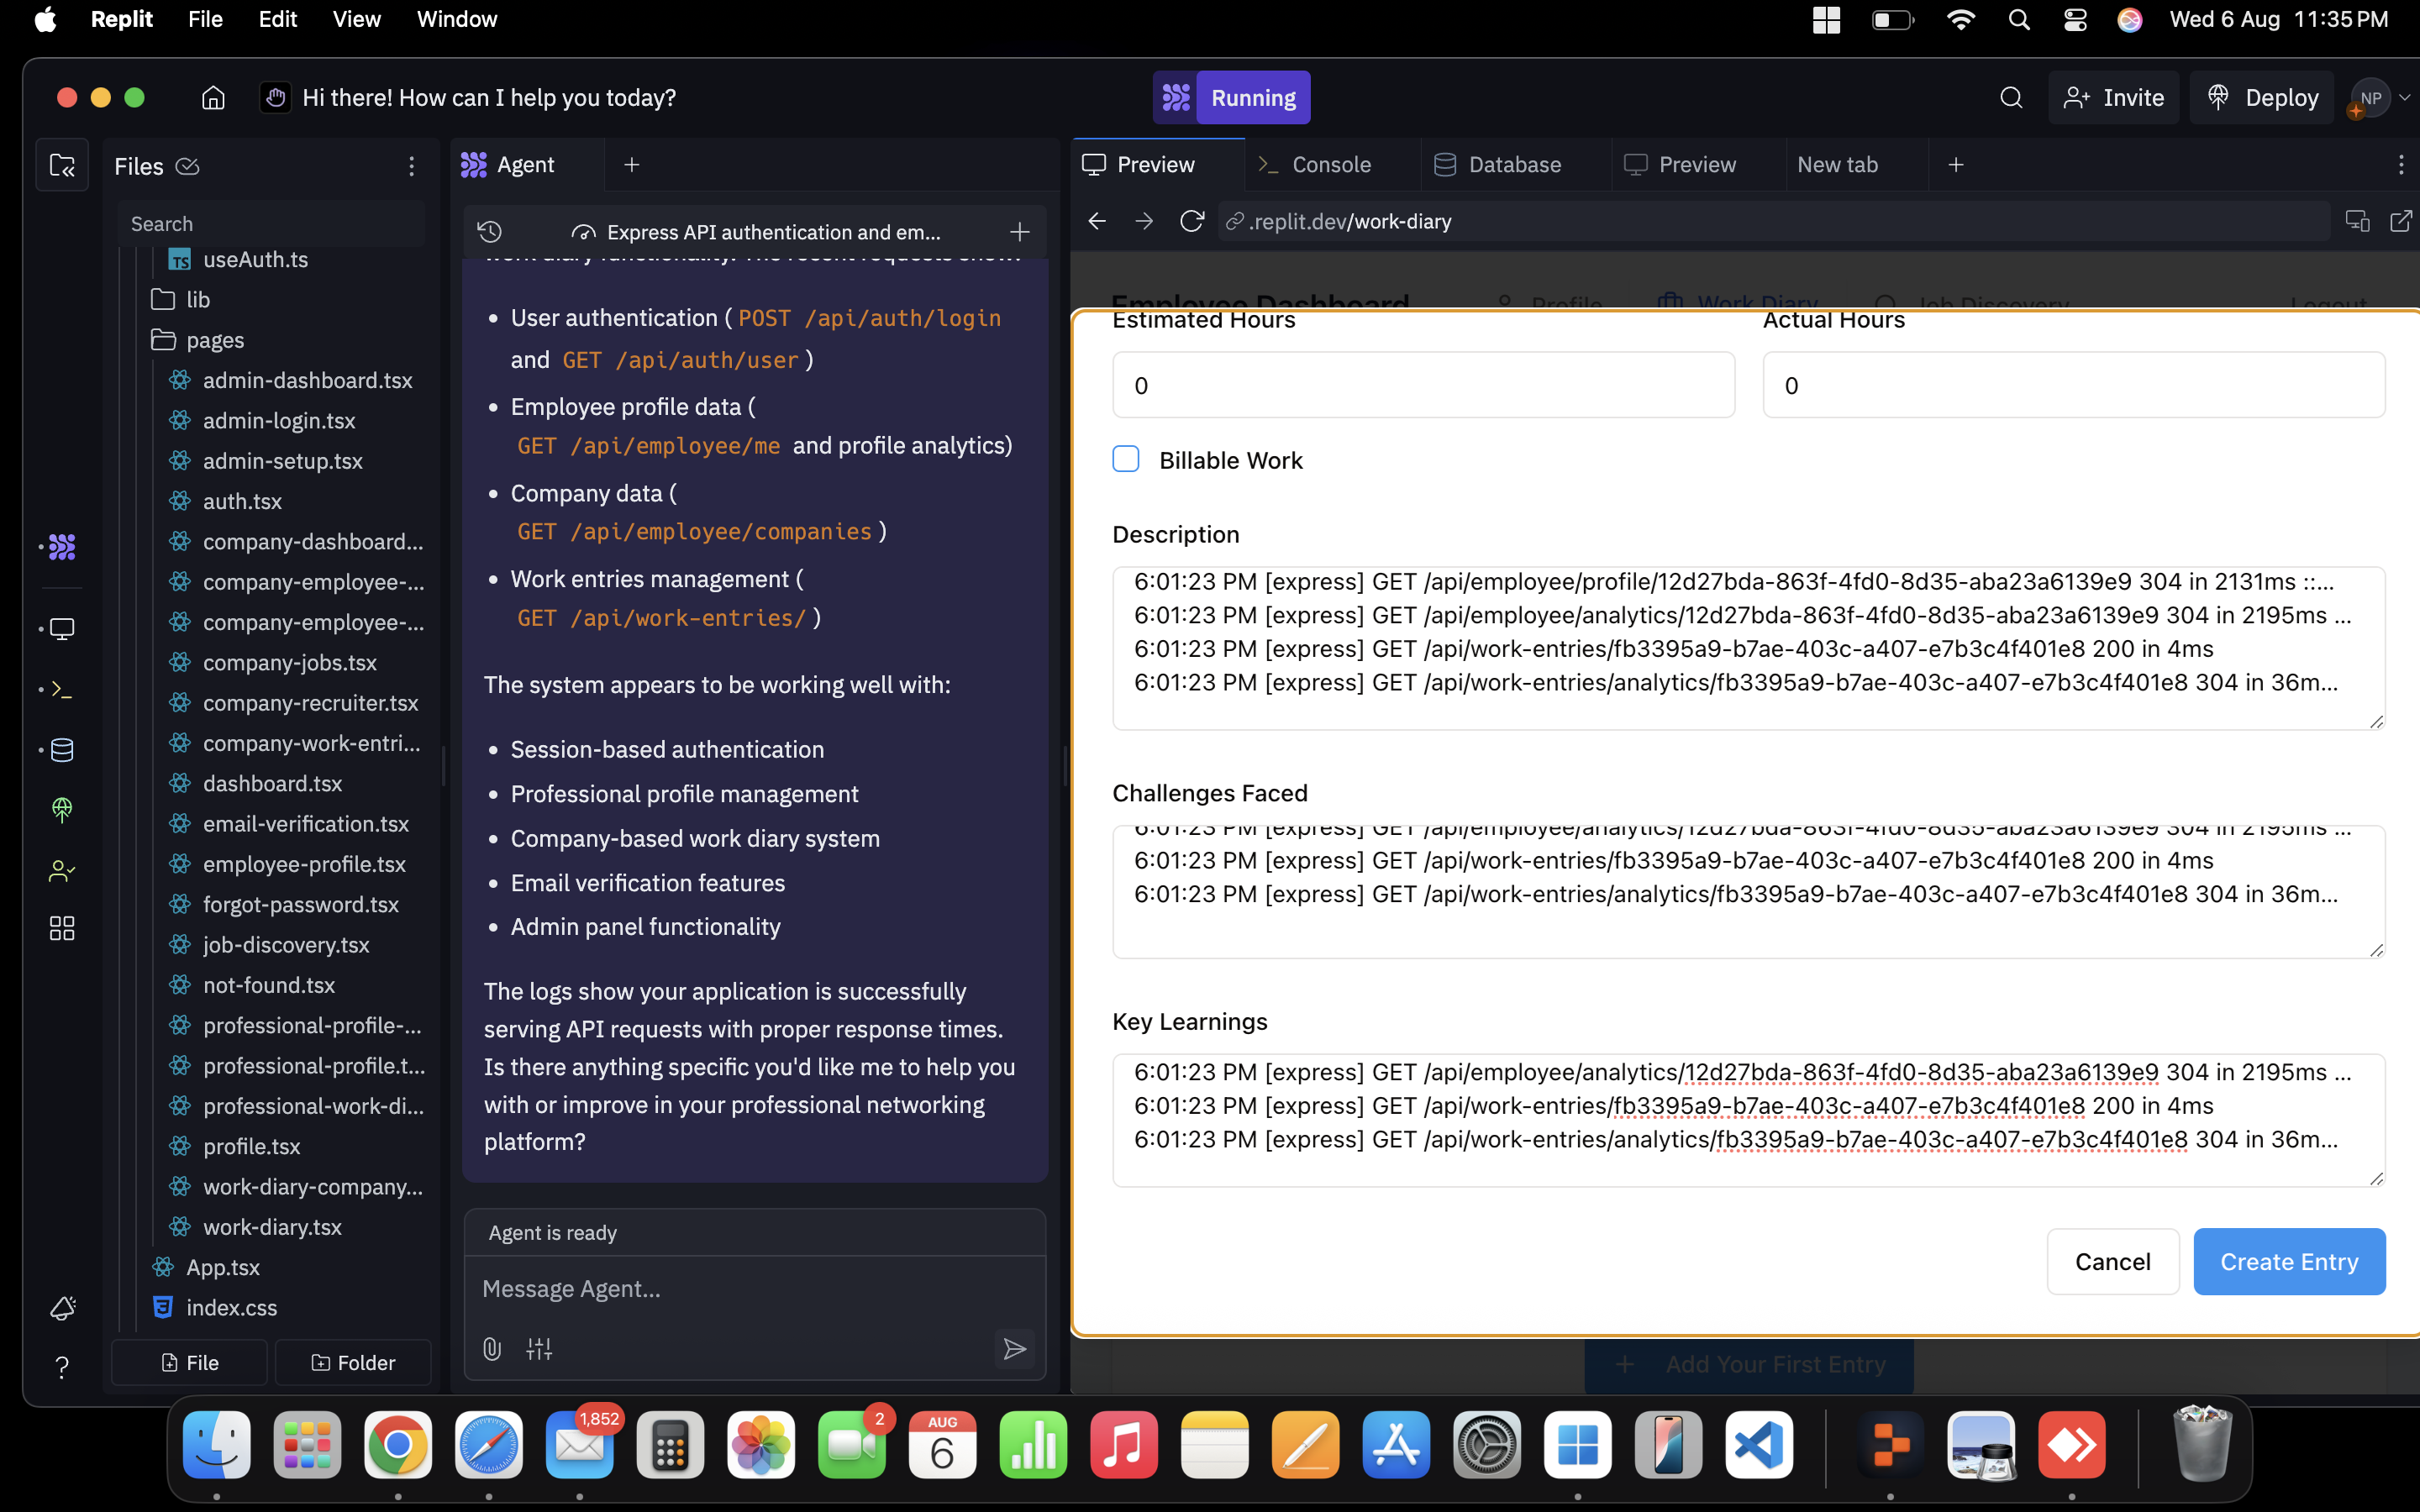 Replit File Edit View Window Wed 6 Aug 11:35 PM
Hi there! How can I help you today?
Running
Invite
Deploy
NP
Files
Search
useAuth.ts
lib
pages
admin-dashboard.tsx
admin-login.tsx
admin-setup.tsx
auth.tsx
company-dashboard...
company-employee-...
company-employee-...
company-jobs.tsx
company-recruiter.tsx
company-work-entri...
dashboard.tsx
email-verification.tsx
employee-profile.tsx
forgot-password.tsx
job-discovery.tsx
not-found.tsx
professional-profile-...
professional-profile.t...
professional-work-di...
profile.tsx
work-diary-company...
work-diary.tsx
App.tsx
index.css
File
Folder
Agent
Express API authentication and em...
work diary functionality. The recent requests show:
• User authentication ( POST /api/auth/login
and GET /api/auth/user )
• Employee profile data (
GET /api/employee/me and profile analytics)
• Company data (
GET /api/employee/companies )
• Work entries management (
GET /api/work-entries/ )
The system appears to be working well with:
• Session-based authentication
• Professional profile management
• Company-based work diary system
• Email verification features
• Admin panel functionality
The logs show your application is successfully
serving API requests with proper response times.
Is there anything specific you'd like me to help you
with or improve in your professional networking
platform?
Agent is ready
Message Agent...
Preview
Console
Database
Preview
New tab
.replit.dev/work-diary
Employee Dashboard Profile Work Diary Job Discovery Logout
Estimated Hours
Actual Hours
0
0
Billable Work
Description
6:01:23 PM [express] GET /api/employee/profile/12d27bda-863f-4fd0-8d35-aba23a6139e9 304 in 2131ms ::...
6:01:23 PM [express] GET /api/employee/analytics/12d27bda-863f-4fd0-8d35-aba23a6139e9 304 in 2195ms ...
6:01:23 PM [express] GET /api/work-entries/fb3395a9-b7ae-403c-a407-e7b3c4f401e8 200 in 4ms
6:01:23 PM [express] GET /api/work-entries/analytics/fb3395a9-b7ae-403c-a407-e7b3c4f401e8 304 in 36m...
Challenges Faced
6:01:23 PM [express] GET /api/employee/analytics/12d27bda-863f-4fd0-8d35-aba23a6139e9 304 in 2195ms ...
6:01:23 PM [express] GET /api/work-entries/fb3395a9-b7ae-403c-a407-e7b3c4f401e8 200 in 4ms
6:01:23 PM [express] GET /api/work-entries/analytics/fb3395a9-b7ae-403c-a407-e7b3c4f401e8 304 in 36m...
Key Learnings
6:01:23 PM [express] GET /api/employee/analytics/12d27bda-863f-4fd0-8d35-aba23a6139e9 304 in 2195ms ...
6:01:23 PM [express] GET /api/work-entries/fb3395a9-b7ae-403c-a407-e7b3c4f401e8 200 in 4ms
6:01:23 PM [express] GET /api/work-entries/analytics/fb3395a9-b7ae-403c-a407-e7b3c4f401e8 304 in 36m...
Cancel
Create Entry
Add Your First Entry
1,852
2
AUG
6